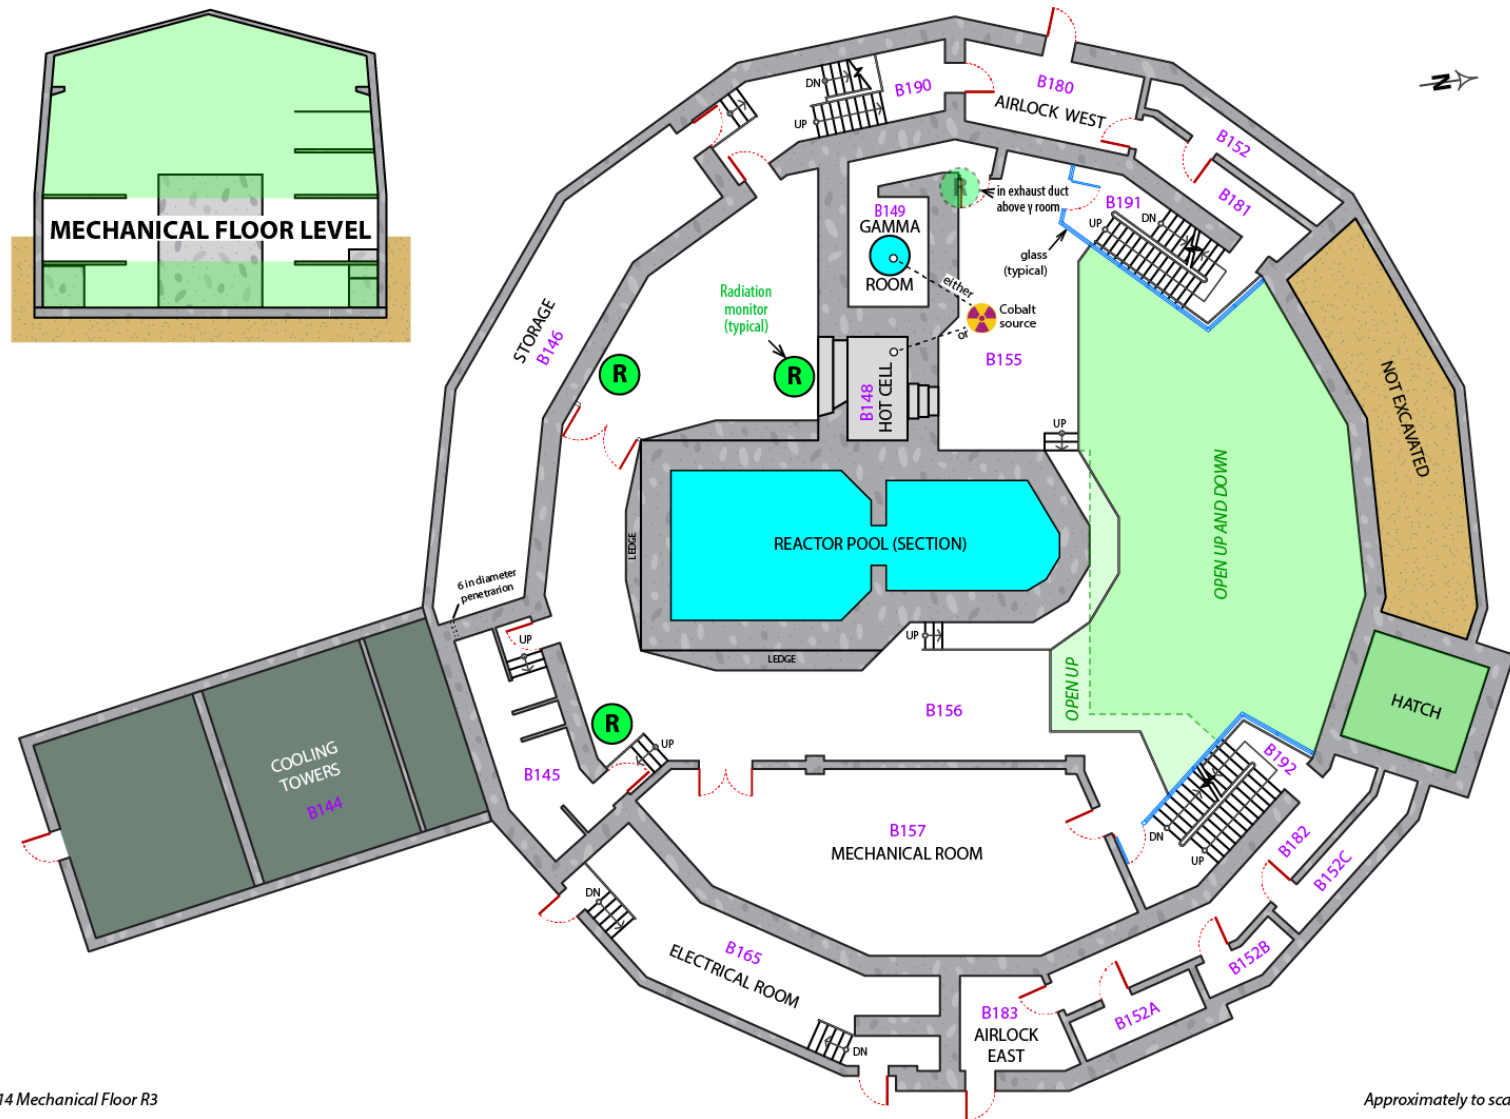 MECHANICAL FLOOR LEVEL
N
DN
UP
B190
B180
AIRLOCK WEST
B152
B181
B191
UP
DN
R
in exhaust duct
above γ room
B149
GAMMA
ROOM
glass
(typical)
either
or
Cobalt
source
B155
Radiation
monitor
(typical)
R
R
STORAGE
B146
B148
HOT CELL
UP
NOT EXCAVATED
OPEN UP AND DOWN
REACTOR POOL (SECTION)
LEDGE
LEDGE
6 in diameter
penetrarion
UP
UP
OPEN UP
HATCH
B156
R
UP
COOLING
TOWERS
B144
B145
B192
DN
UP
B157
MECHANICAL ROOM
B182
B152C
DN
B165
ELECTRICAL ROOM
B152B
B152A
B183
AIRLOCK
EAST
DN
14 Mechanical Floor R3
Approximately to sca